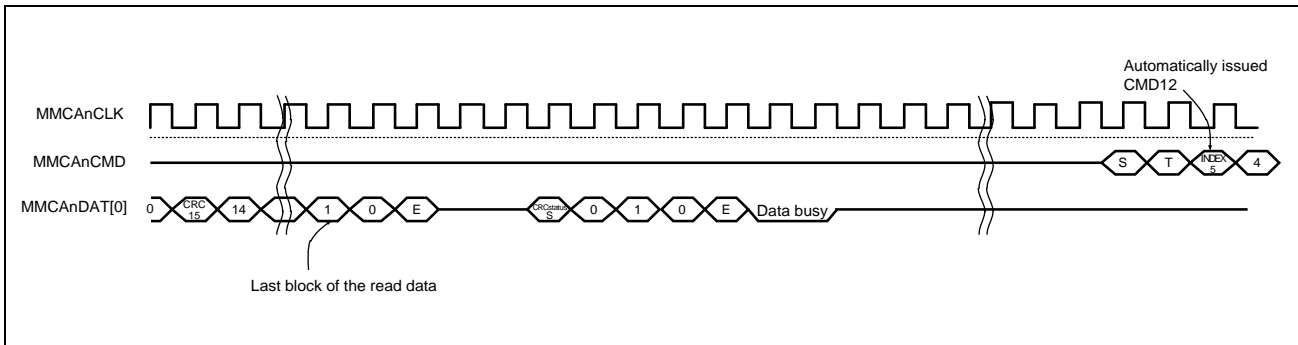 Automatically issued
CMD12
MMCAnCLK
MMCAnCMD
S T INDEX 4
5
MMCAnDAT[0]
0 CRC 14 1 0 E CRCstatus 0 1 0 E Data busy
15 S
Last block of the read data